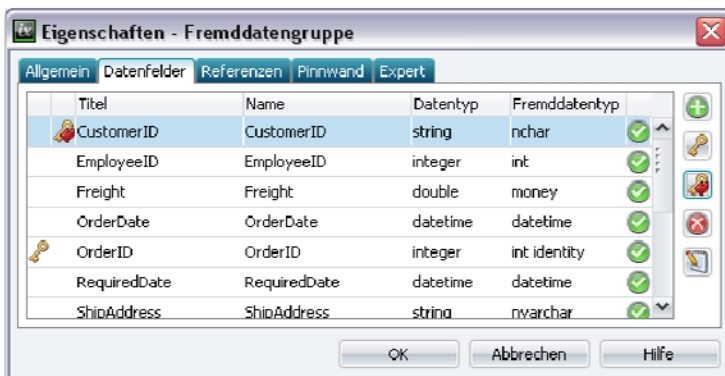 Eigenschaften - Fremddatengruppe
Allgemein Datenfelder Referenzen Pinnwand Expert
Titel Name Datentyp Fremddatentyp
CustomerID CustomerID string nchar
EmployeeID EmployeeID integer int
Freight Freight double money
OrderDate OrderDate datetime datetime
OrderID OrderID integer int identity
RequiredDate RequiredDate datetime datetime
ShipAddress ShipAddress string nvarchar
OK Abbrechen Hilfe